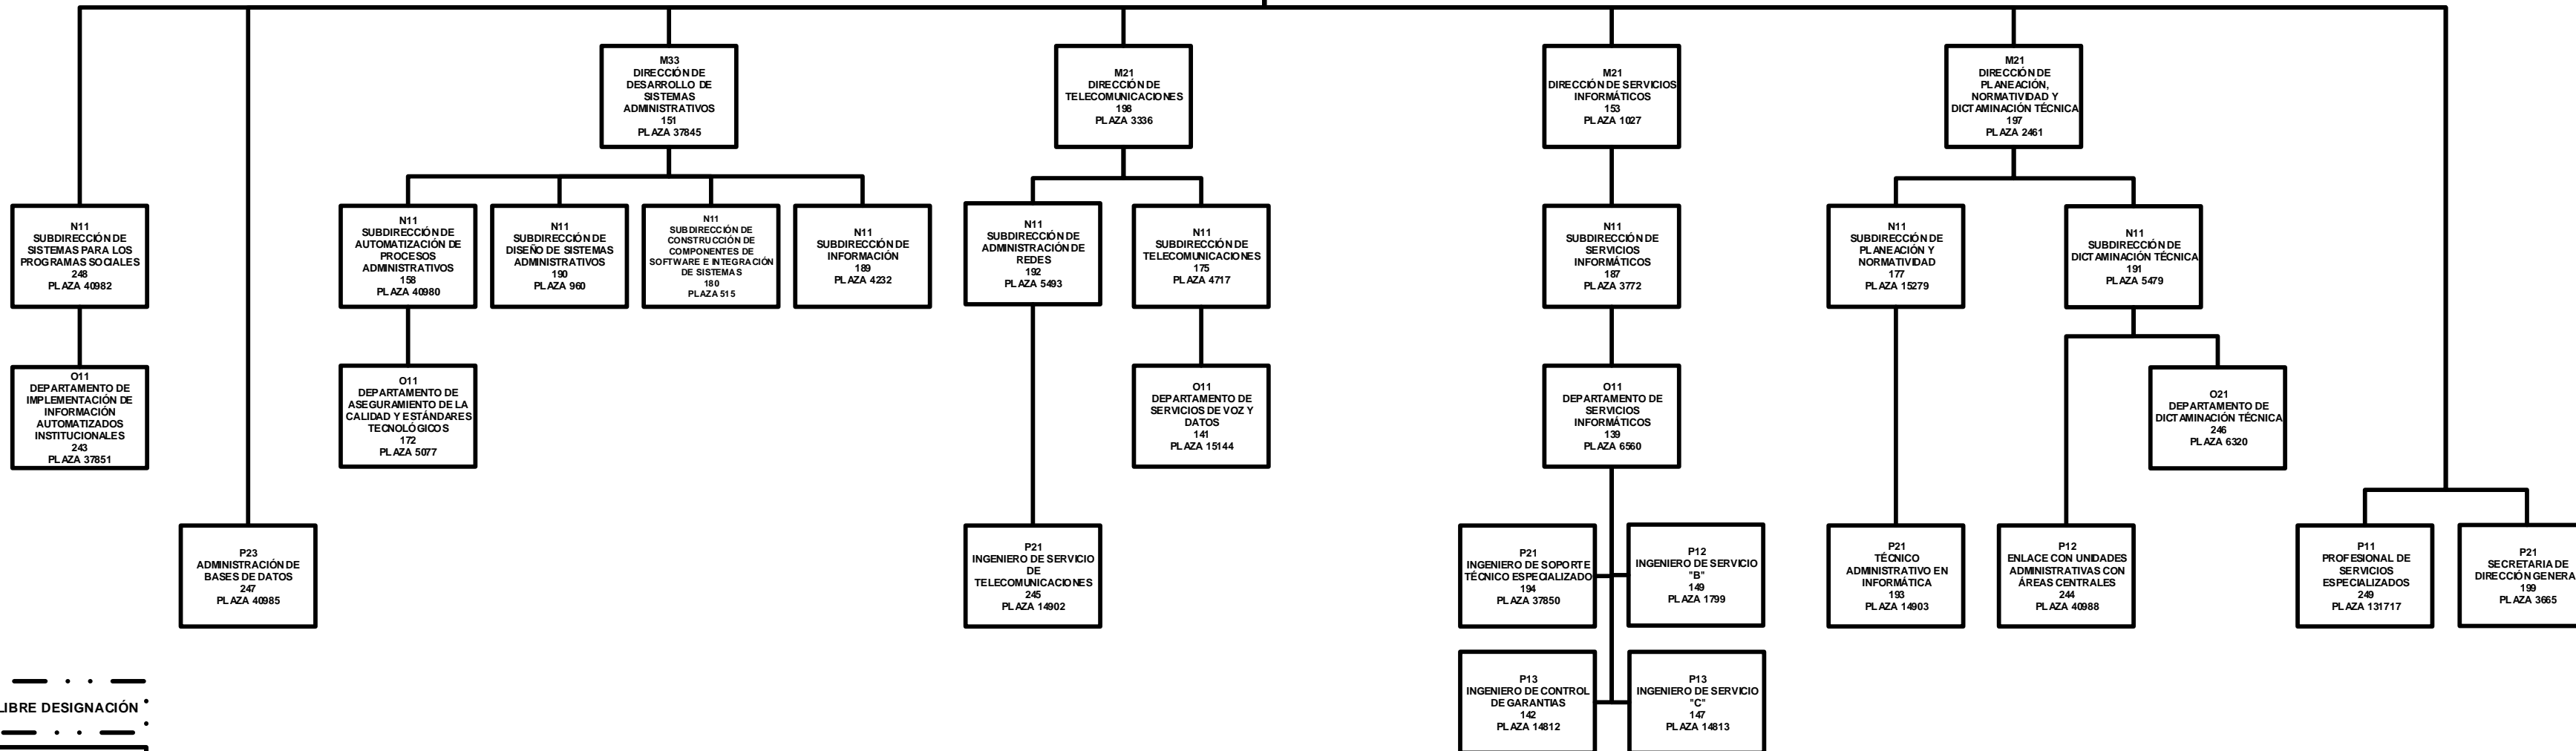 M33
DIRECCIÓN DE
DESARROLLO DE
SISTEMAS
ADMINISTRATIVOS
151
PLAZA 37845
M21
DIRECCIÓN DE
TELECOMUNICACIONES
198
PLAZA 3336
M21
DIRECCIÓN DE SERVICIOS
INFORMÁTICOS
153
PLAZA 1027
M21
DIRECCIÓN DE
PLANEACIÓN,
NORMATIVIDAD Y
DICTAMINACIÓN TÉCNICA
197
PLAZA 2461
N11
SUBDIRECCIÓN DE
SISTEMAS PARA LOS
PROGRAMAS SOCIALES
248
PLAZA 40982
N11
SUBDIRECCIÓN DE
AUTOMATIZACIÓN DE
PROCESOS
ADMINISTRATIVOS
158
PLAZA 40980
N11
SUBDIRECCIÓN DE
DISEÑO DE SISTEMAS
ADMINISTRATIVOS
190
PLAZA 960
N11
SUBDIRECCIÓN DE
CONSTRUCCIÓN DE
COMPONENTES DE
SOFTWARE E INTEGRACIÓN
DE SISTEMAS
180
PLAZA 515
N11
SUBDIRECCIÓN DE
INFORMACIÓN
189
PLAZA 4232
N11
SUBDIRECCIÓN DE
ADMINISTRACIÓN DE
REDES
192
PLAZA 5493
N11
SUBDIRECCIÓN DE
TELECOMUNICACIONES
175
PLAZA 4717
N11
SUBDIRECCIÓN DE
SERVICIOS
INFORMÁTICOS
187
PLAZA 3772
N11
SUBDIRECCIÓN DE
PLANEACIÓN Y
NORMATIVIDAD
177
PLAZA 15279
N11
SUBDIRECCIÓN DE
DICTAMINACIÓN TÉCNICA
191
PLAZA 5479
O11
DEPARTAMENTO DE
IMPLEMENTACIÓN DE
INFORMACIÓN
AUTOMATIZADOS
INSTITUCIONALES
243
PLAZA 37851
O11
DEPARTAMENTO DE
ASEGURAMIENTO DE LA
CALIDAD Y ESTÁNDARES
TECNOLÓGICOS
172
PLAZA 5077
O11
DEPARTAMENTO DE
SERVICIOS DE VOZ Y
DATOS
141
PLAZA 15144
O11
DEPARTAMENTO DE
SERVICIOS
INFORMÁTICOS
139
PLAZA 6560
O21
DEPARTAMENTO DE
DICTAMINACIÓN TÉCNICA
246
PLAZA 6320
P23
ADMINISTRACIÓN DE
BASES DE DATOS
247
PLAZA 40985
P21
INGENIERO DE SERVICIO
DE
TELECOMUNICACIONES
245
PLAZA 14902
P21
INGENIERO DE SOPORTE
TÉCNICO ESPECIALIZADO
194
PLAZA 37850
P12
INGENIERO DE SERVICIO
"B"
149
PLAZA 1799
P21
TÉCNICO
ADMINISTRATIVO EN
INFORMÁTICA
193
PLAZA 14903
P12
ENLACE CON UNIDADES
ADMINISTRATIVAS CON
ÁREAS CENTRALES
244
PLAZA 40988
P11
PROFESIONAL DE
SERVICIOS
ESPECIALIZADOS
249
PLAZA 131717
P21
SECRETARIA DE
DIRECCIÓN GENERA
199
PLAZA 3665
P13
INGENIERO DE CONTROL
DE GARANTIAS
142
PLAZA 14812
P13
INGENIERO DE SERVICIO
"C"
147
PLAZA 14813
LIBRE DESIGNACIÓN